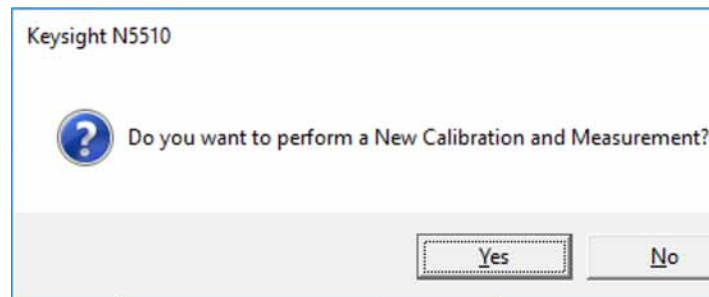 Keysight N5510
Do you want to perform a New Calibration and Measurement?
Yes
No